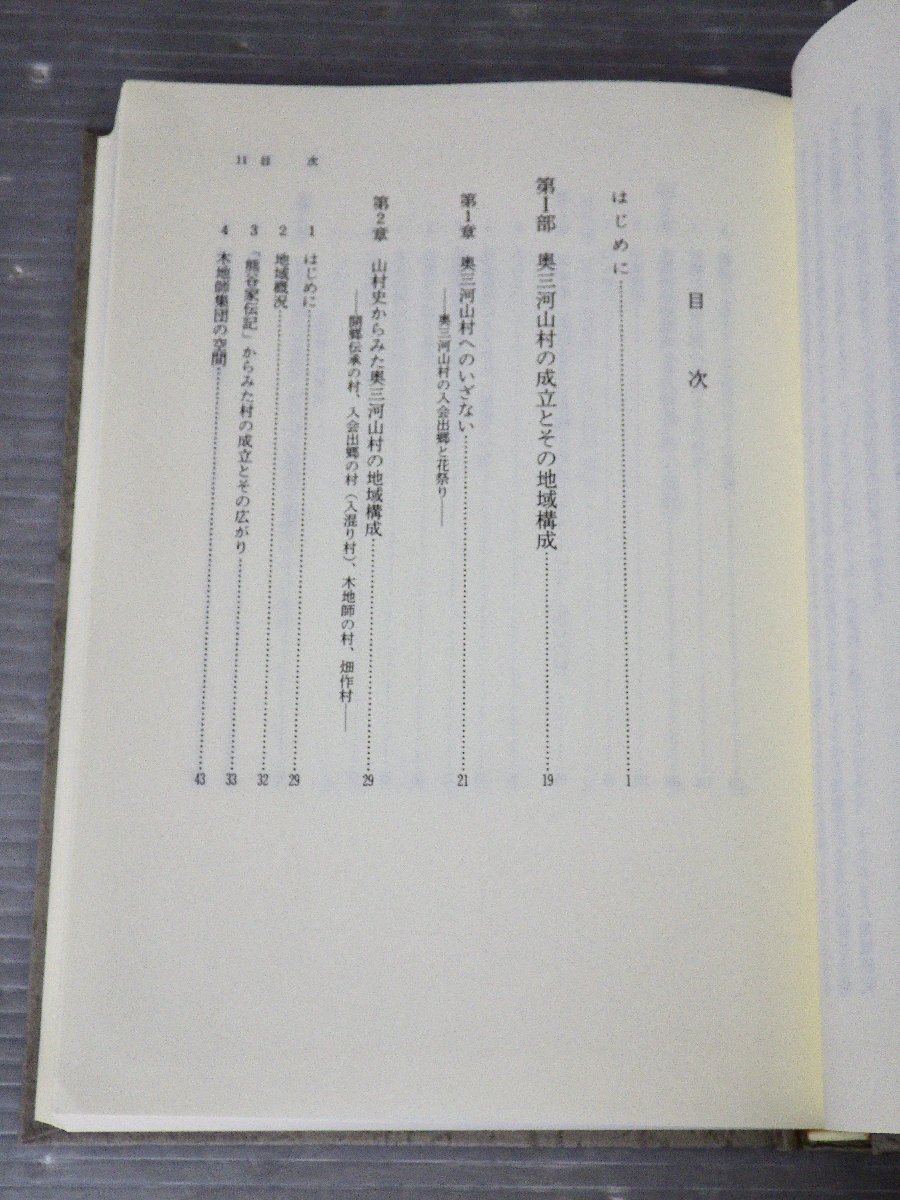 目次
はじめに……1
第Ⅰ部 奥三河山村の成立とその地域構成……19
第1章 奥三河山村へのいざない……21
――奥三河山村の入会出郷と花祭り――
第2章 山村史からみた奥三河山村の地域構成……29
――開郷伝承の村、入会出郷の村（入混り村）、木地師の村、畑作村――
1 はじめに……29
2 地域概況……32
3 『熊谷家伝記』からみた村の成立とその広がり……33
4 木地師集団の空間……43
11 目次